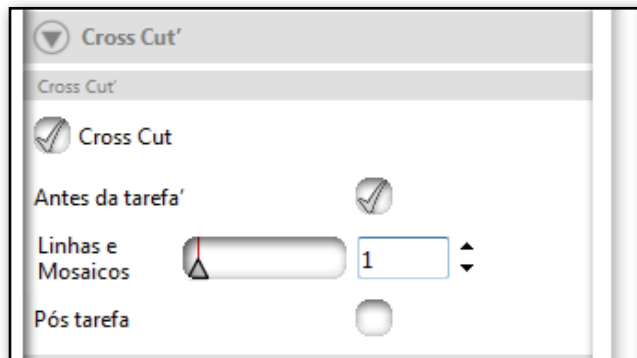 Cross Cut'
Cross Cut'
Cross Cut
Antes da tarefa'
Linhas e
Mosaicos
1
Pós tarefa